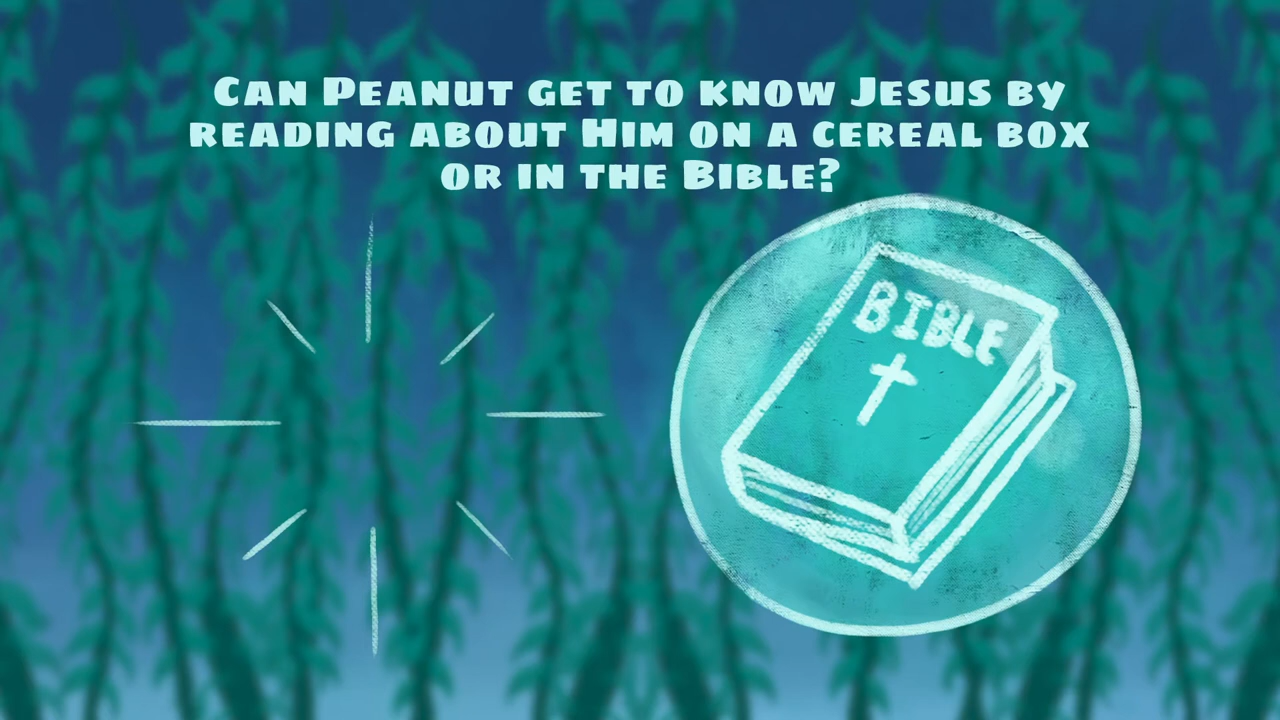 Can Peanut get to know Jesus by
reading about Him on a cereal box
or in the Bible?
BIBLE